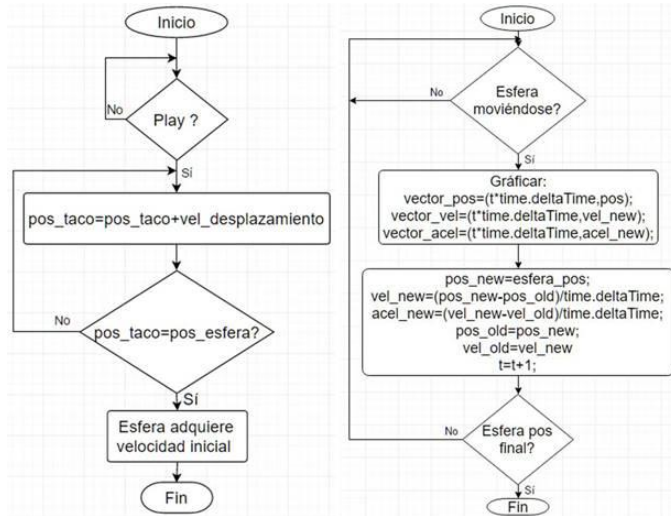 Inicio
No
Play ?
Sí
pos_taco=pos_taco+vel_desplazamiento
No
pos_taco=pos_esfera?
Sí
Esfera adquiere
velocidad inicial
Fin
Inicio
No
Esfera
moviéndose?
Sí
Gráficar:
vector_pos=(t*time.deltaTime,pos);
vector_vel=(t*time.deltaTime,vel_new);
vector_acel=(t*time.deltaTime,acel_new);
pos_new=esfera_pos;
vel_new=(pos_new-pos_old)/time.deltaTime;
acel_new=(vel_new-vel_old)/time.deltaTime;
pos_old=pos_new;
vel_old=vel_new
t=t+1;
No
Esfera pos
final?
Sí
Fin